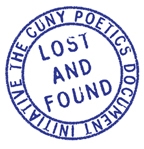 THE CUNY POETICS DOCUMENT INITIATIVE
LOST
AND
FOUND